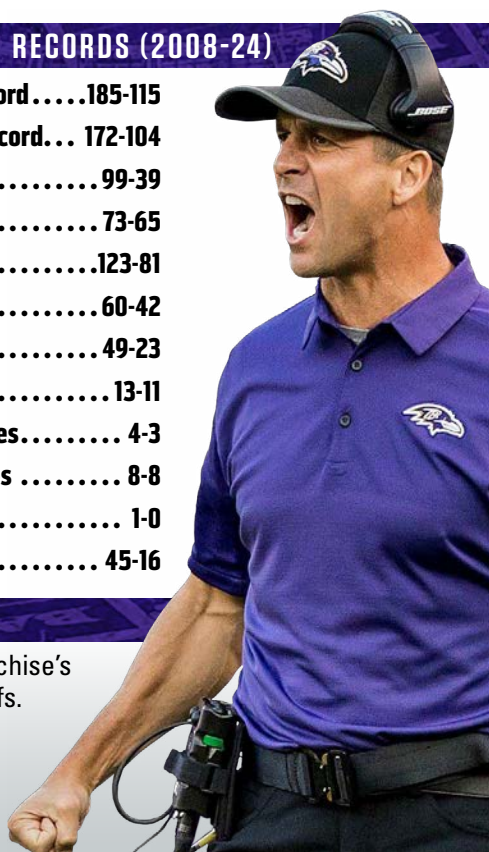 RECORDS (2008-24)
ord.....185-115
cord... 172-104
.........99-39
.........73-65
.........123-81
.........60-42
.........49-23
.........13-11
es......... 4-3
s ......... 8-8
........... 1-0
.........45-16
chise's
fs.
BOSE